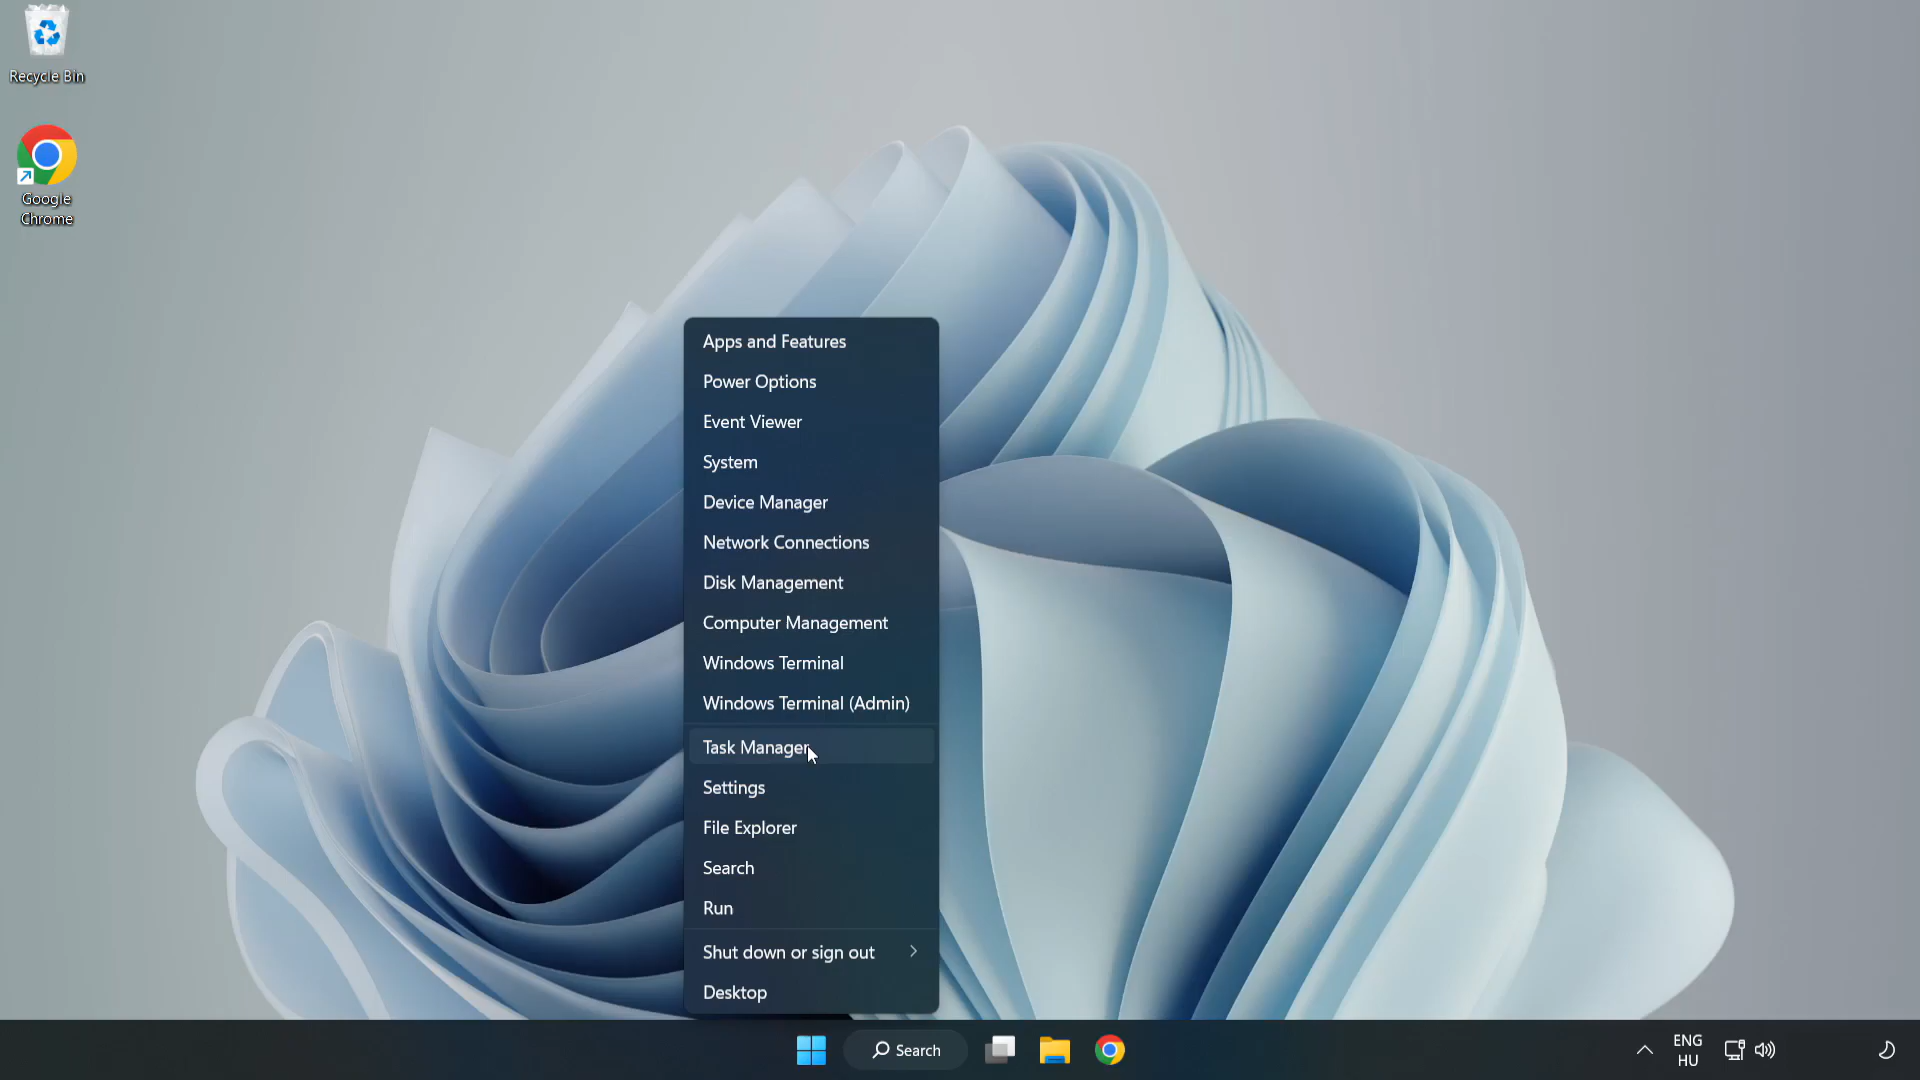 Recycle Bin
Google
Chrome
Apps and Features
Power Options
Event Viewer
System
Device Manager
Network Connections
Disk Management
Computer Management
Windows Terminal
Windows Terminal (Admin)
Task Manager
Settings
File Explorer
Search
Run
Shut down or sign out
Desktop
Search
ENG
HU